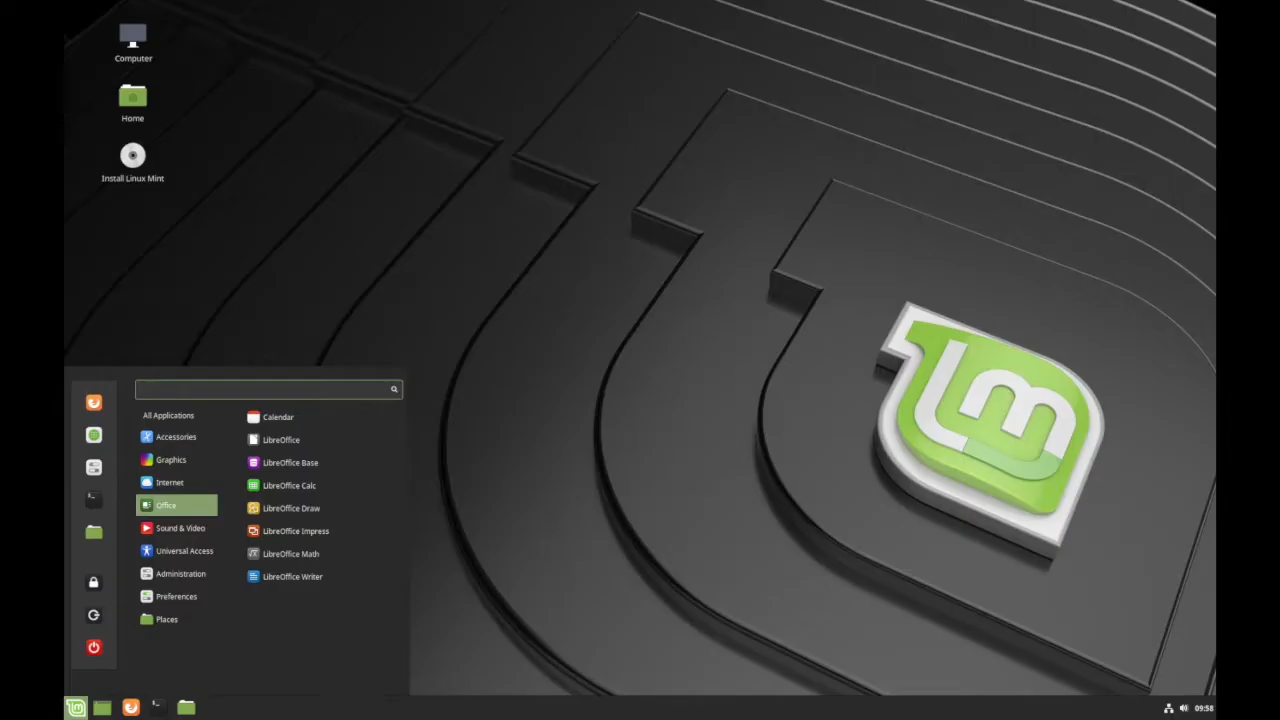 Computer
Home
Install Linux Mint
All Applications
Accessories
Graphics
Internet
Office
Sound & Video
Universal Access
Administration
Preferences
Places
Calendar
LibreOffice
LibreOffice Base
LibreOffice Calc
LibreOffice Draw
LibreOffice Impress
LibreOffice Math
LibreOffice Writer
09:58